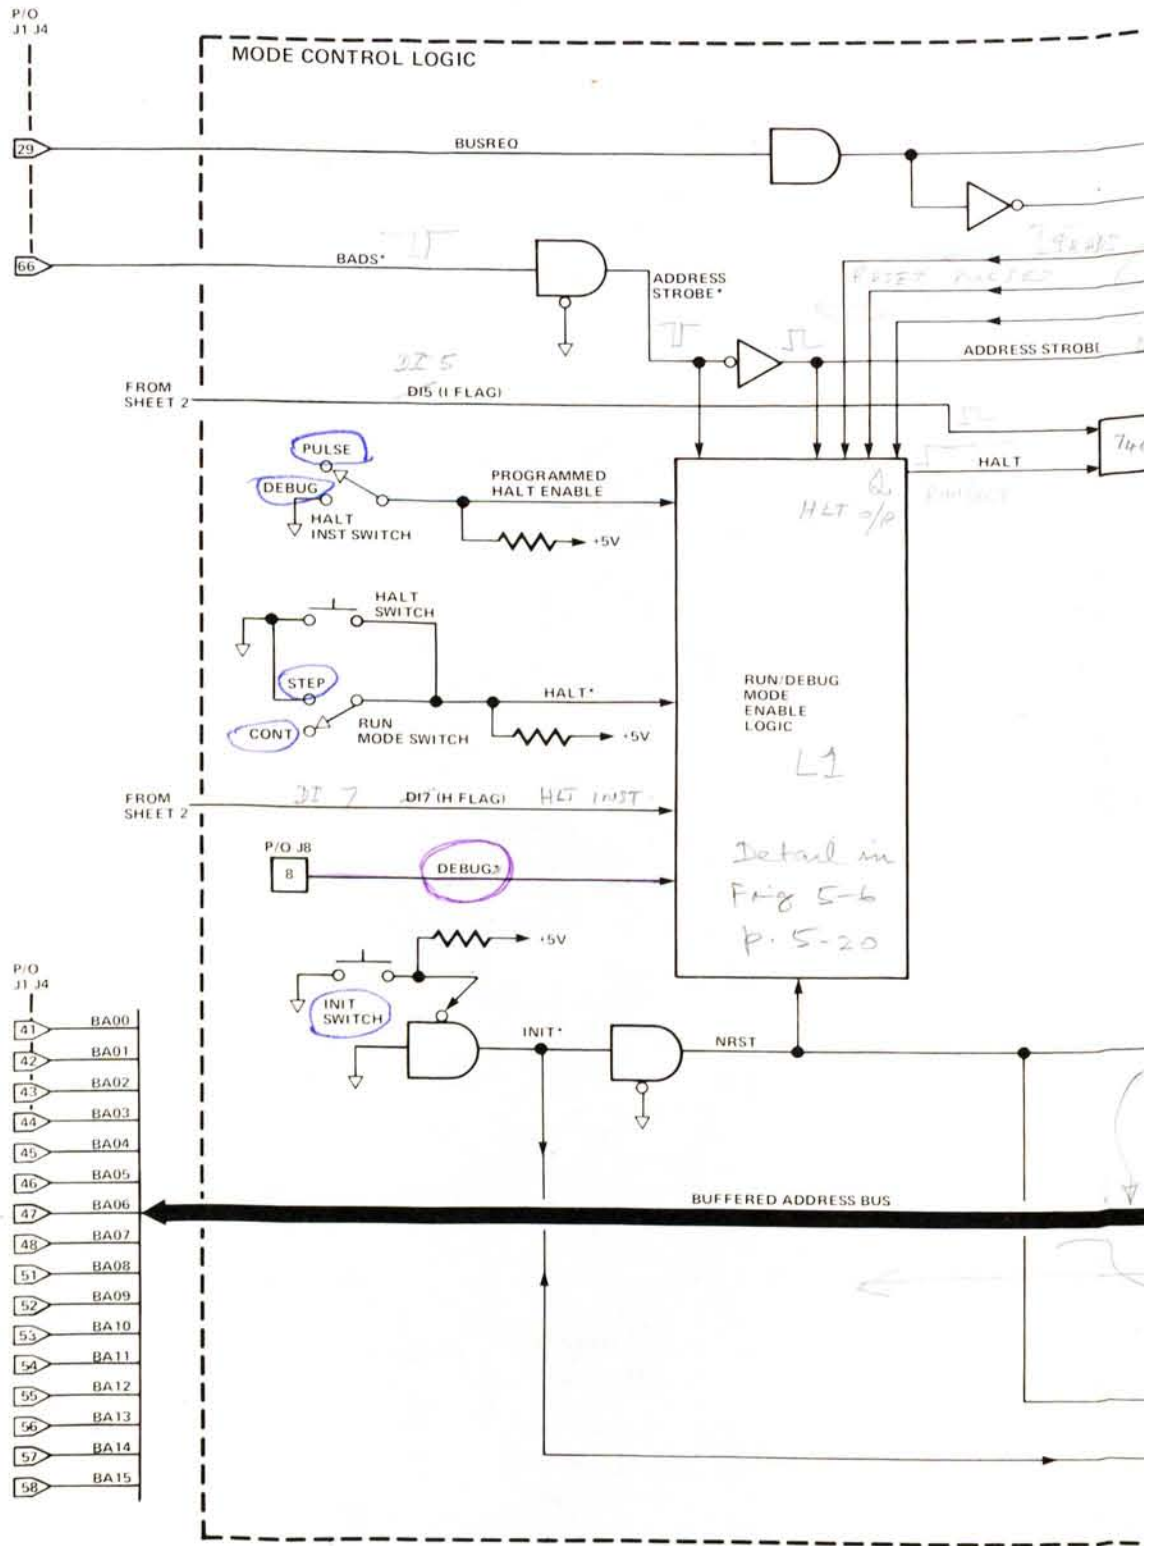 P/O
J1 J4
MODE CONTROL LOGIC
29
BUSREQ
66
BADS*
ADDRESS
STROBE*
RESET PULSES
ADDRESS STROBE
DI 5
FROM
SHEET 2
DI5 (I FLAG)
PULSE
DEBUG
HALT
INST SWITCH
PROGRAMMED
HALT ENABLE
+5V
HALT
Q
HLT O/P
HALT
SWITCH
STEP
CONT
RUN
MODE SWITCH
HALT*
+5V
RUN/DEBUG
MODE
ENABLE
LOGIC
L1
FROM
SHEET 2
DI 7
DI7 (H FLAG)
HLT INST
P/O J8
8
DEBUG*
Detail in
Fig 5-6
p. 5-20
+5V
INIT
SWITCH
INIT*
NRST
P/O
J1 J4
41 BA00
42 BA01
43 BA02
44 BA03
45 BA04
46 BA05
47 BA06
BUFFERED ADDRESS BUS
48 BA07
51 BA08
52 BA09
53 BA10
54 BA11
55 BA12
56 BA13
57 BA14
58 BA15